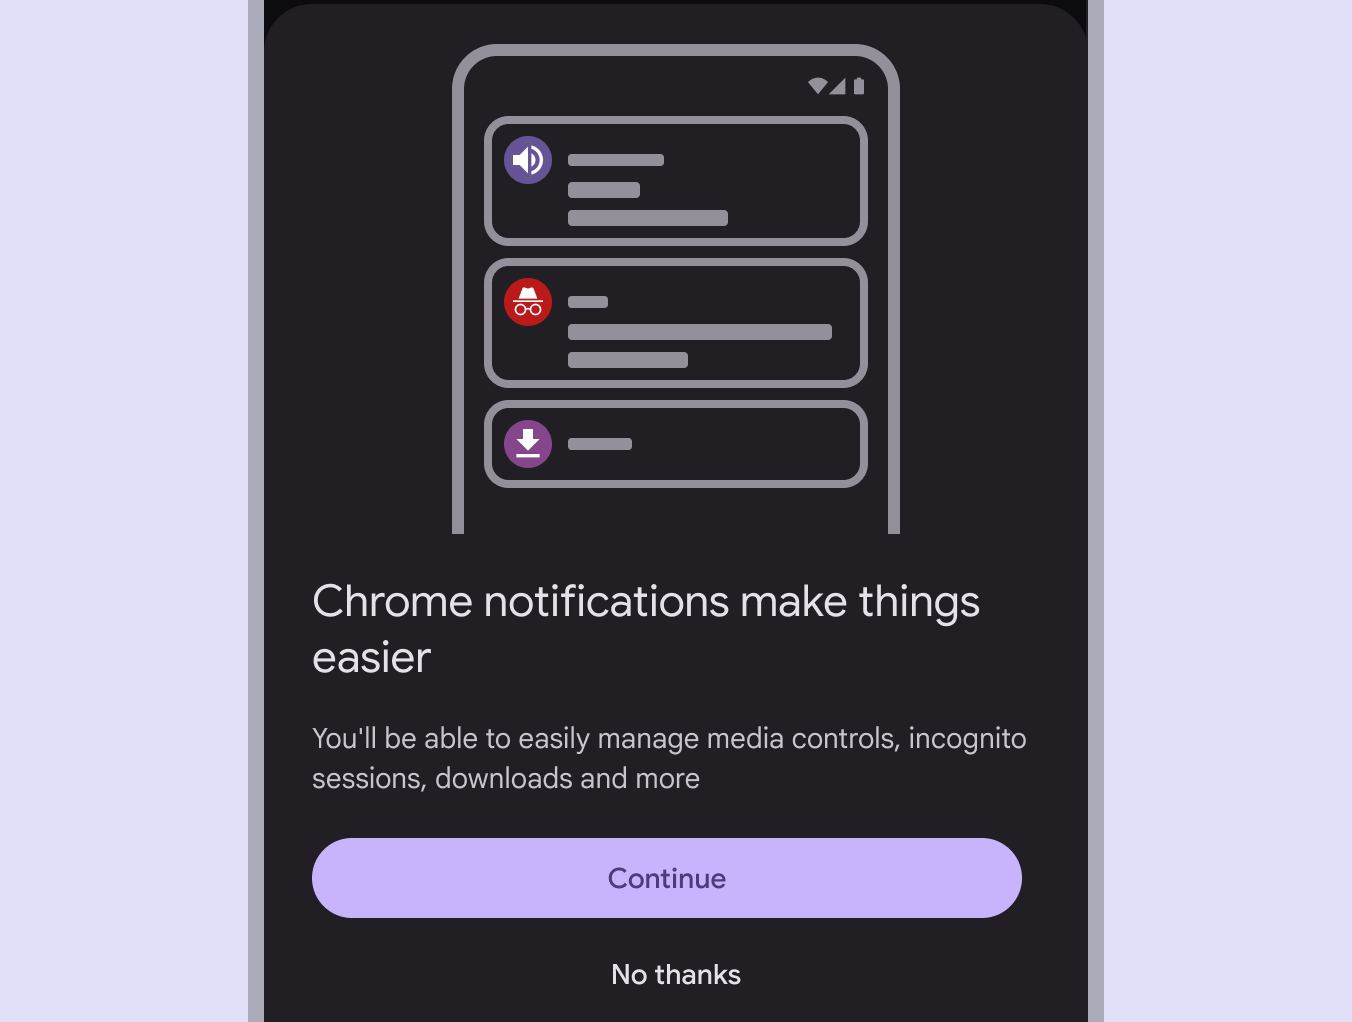 Chrome notifications make things
easier
You'll be able to easily manage media controls, incognito
sessions, downloads and more
Continue
No thanks